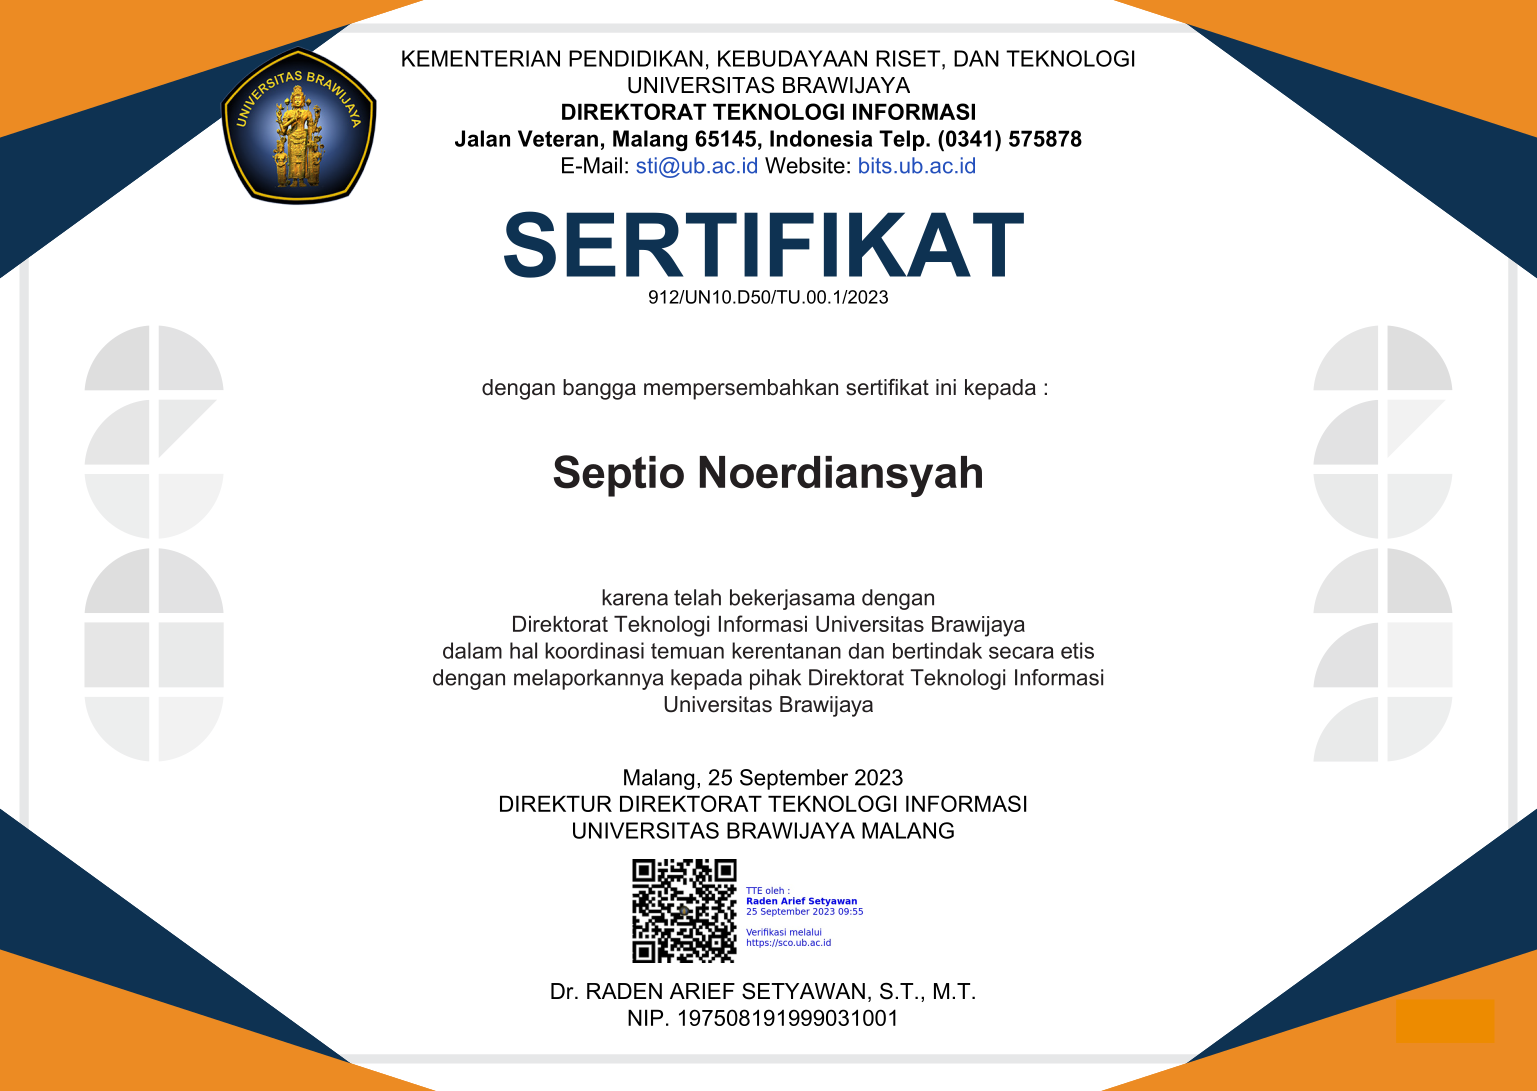 UNIVERSITAS BRAWIJAYA
KEMENTERIAN PENDIDIKAN, KEBUDAYAAN RISET, DAN TEKNOLOGI
UNIVERSITAS BRAWIJAYA
DIREKTORAT TEKNOLOGI INFORMASI
Jalan Veteran, Malang 65145, Indonesia Telp. (0341) 575878
E-Mail: sti@ub.ac.id Website: bits.ub.ac.id
SERTIFIKAT
912/UN10.D50/TU.00.1/2023
dengan bangga mempersembahkan sertifikat ini kepada :
Septio Noerdiansyah
karena telah bekerjasama dengan
Direktorat Teknologi Informasi Universitas Brawijaya
dalam hal koordinasi temuan kerentanan dan bertindak secara etis
dengan melaporkannya kepada pihak Direktorat Teknologi Informasi
Universitas Brawijaya
Malang, 25 September 2023
DIREKTUR DIREKTORAT TEKNOLOGI INFORMASI
UNIVERSITAS BRAWIJAYA MALANG
TTE oleh :
Raden Arief Setyawan
25 September 2023 09:55
Verifikasi melalui
https://sco.ub.ac.id
Dr. RADEN ARIEF SETYAWAN, S.T., M.T.
NIP. 197508191999031001